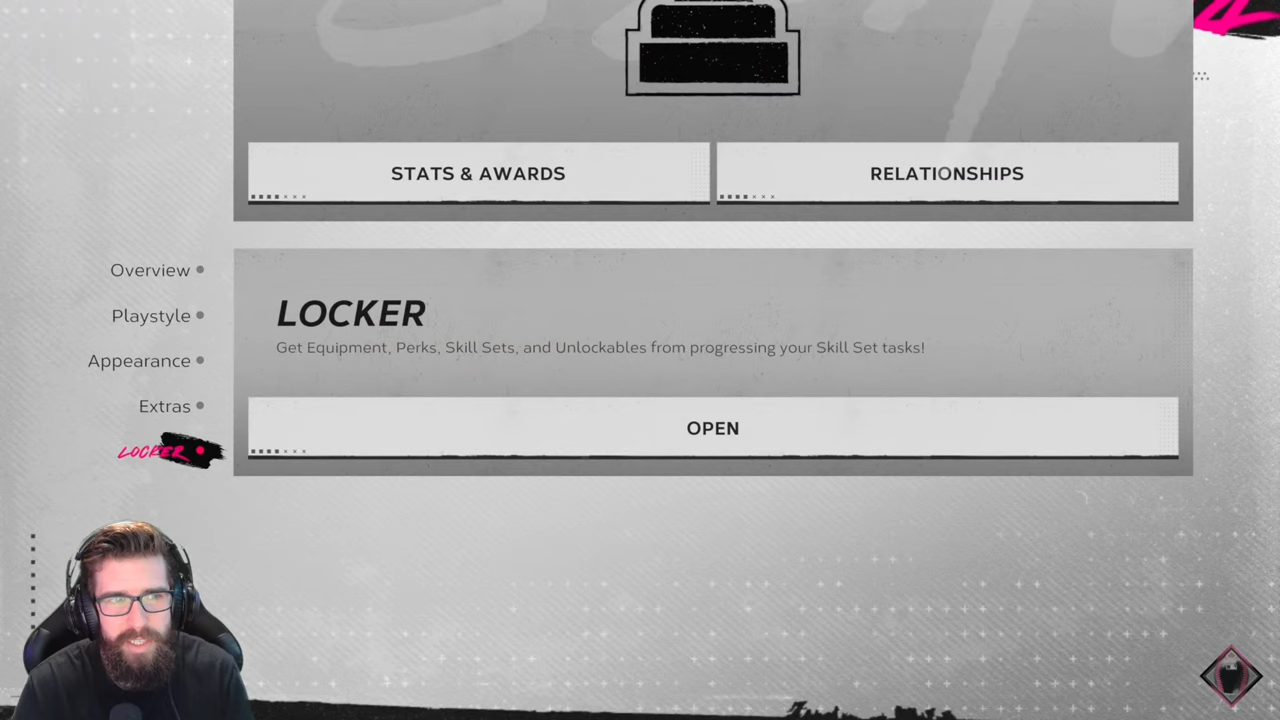 STATS & AWARDS
RELATIONSHIPS
Overview
Playstyle
Appearance
Extras
LOCKER
LOCKER
Get Equipment, Perks, Skill Sets, and Unlockables from progressing your Skill Set tasks!
OPEN